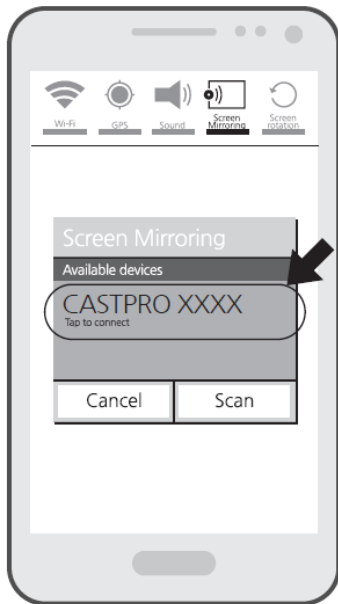 Wi-Fi GPS Sound Screen Mirroring Screen rotation
Screen Mirroring
Available devices
CASTPRO XXXX
Tap to connect
Cancel Scan